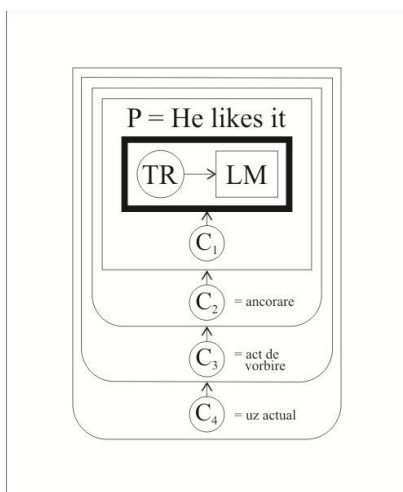 P = He likes it
TR LM
C₁
C₂ = ancorare
C₃ = act de
vorbire
C₄ = uz actual